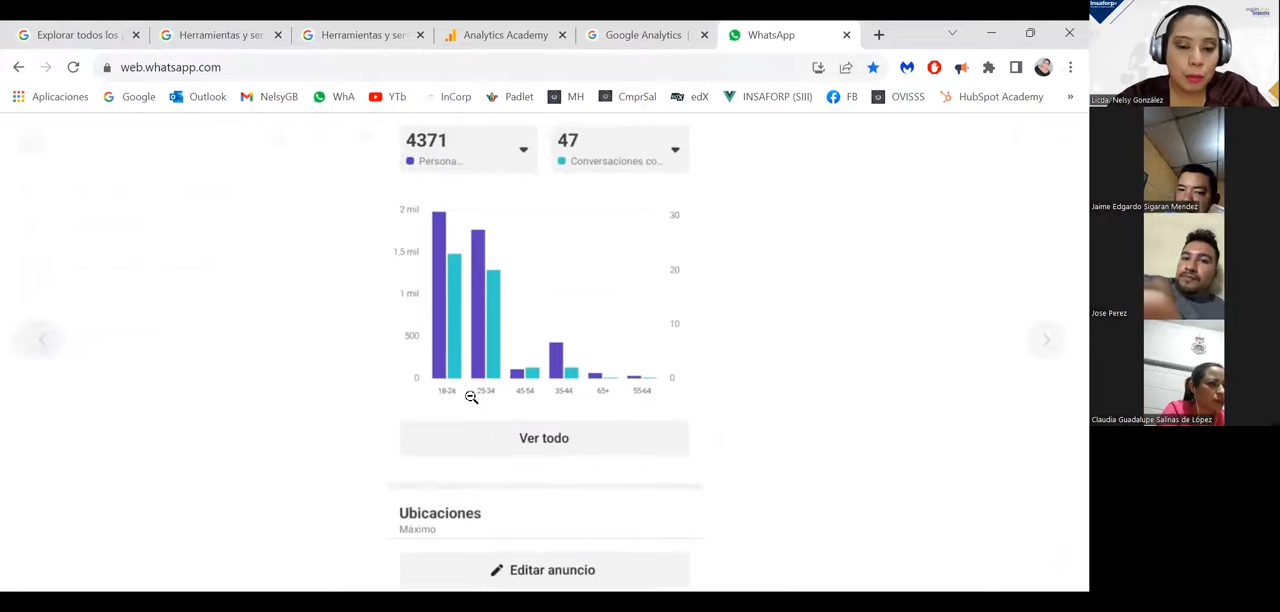 Explorar todos los
Herramientas y ser
Herramientas y ser
Analytics Academy
Google Analytics |
WhatsApp
web.whatsapp.com
Aplicaciones
Google
Outlook
NelsyGB
WhA
YTb
InCorp
Padlet
MH
CmprSal
edX
INSAFORP (SIII)
FB
OVISSS
HubSpot Academy
»
4371
Persona...
47
Conversaciones co...
2 mil
1,5 mil
1 mil
500
0
30
20
10
0
18-24
25-34
45-54
35-44
65+
55-64
Ver todo
Ubicaciones
Máximo
Editar anuncio
Insaforp
Licda. Nelsy González
Jaime Edgardo Sigaran Mendez
Jose Perez
Claudia Guadalupe Salinas de López